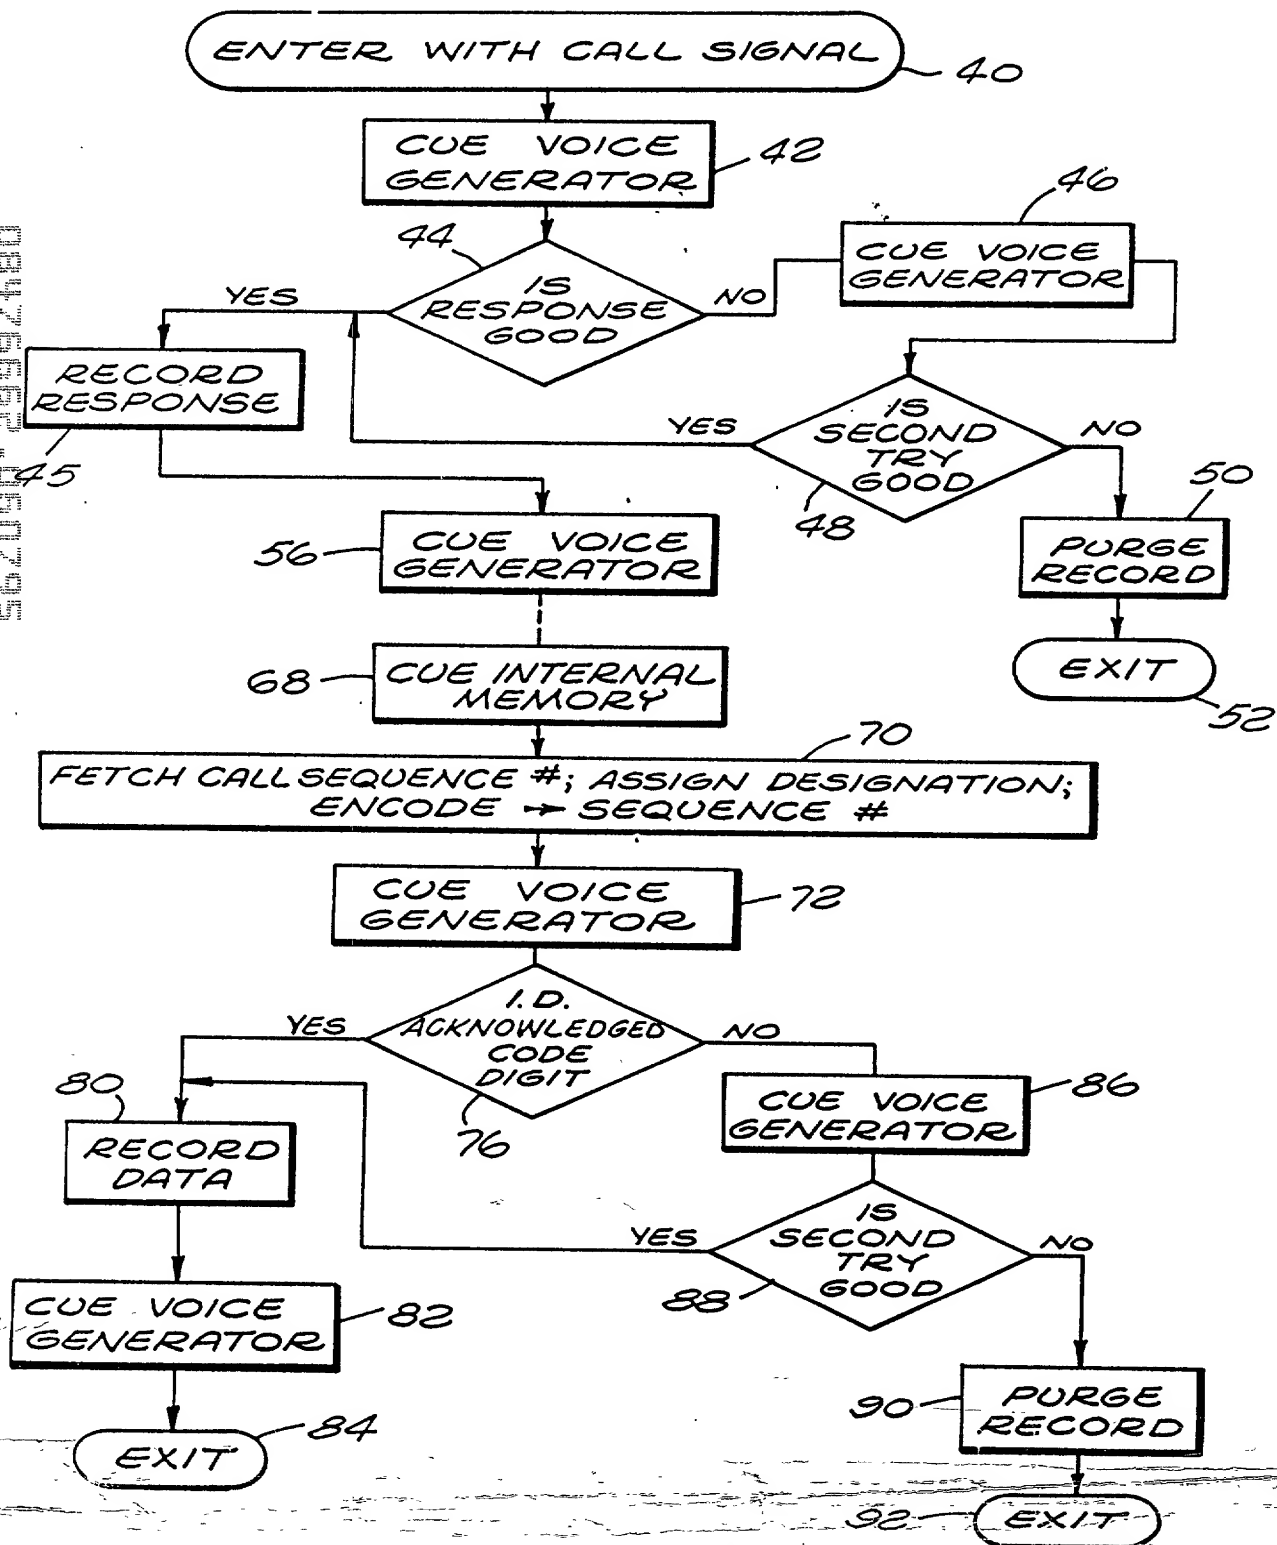 ENTER WITH CALL SIGNAL
40
CUE VOICE
GENERATOR
42
44
IS
RESPONSE
GOOD
YES
NO
46
CUE VOICE
GENERATOR
RECORD
RESPONSE
45
IS
SECOND
TRY
GOOD
YES
NO
48
50
PURGE
RECORD
EXIT
52
56
CUE VOICE
GENERATOR
68
CUE INTERNAL
MEMORY
70
FETCH CALL SEQUENCE #; ASSIGN DESIGNATION;
ENCODE → SEQUENCE #
CUE VOICE
GENERATOR
72
I.D.
ACKNOWLEDGED
CODE
DIGIT
YES
NO
76
80
RECORD
DATA
CUE VOICE
GENERATOR
86
IS
SECOND
TRY
GOOD
YES
NO
88
CUE VOICE
GENERATOR
82
EXIT
84
90
PURGE
RECORD
92
EXIT